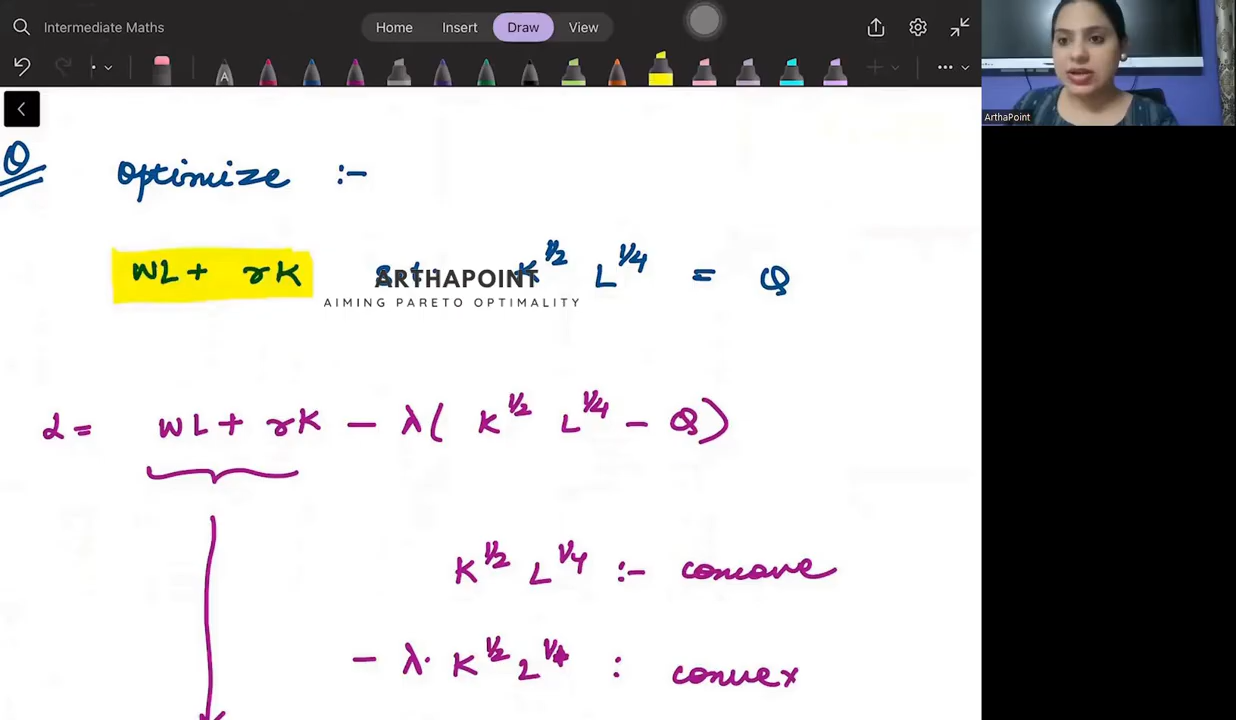 Intermediate Maths
Home Insert Draw View
ArthaPoint
Q Optimize :-
wL + rK s.t. K^1/2 L^1/4 = Q
ARTHAPOINT
AIMING PARETO OPTIMALITY
L = wL + rK - λ( K^1/2 L^1/4 - Q)
K^1/2 L^1/4 :- concave
- λ. K^1/2 L^1/4 : convex